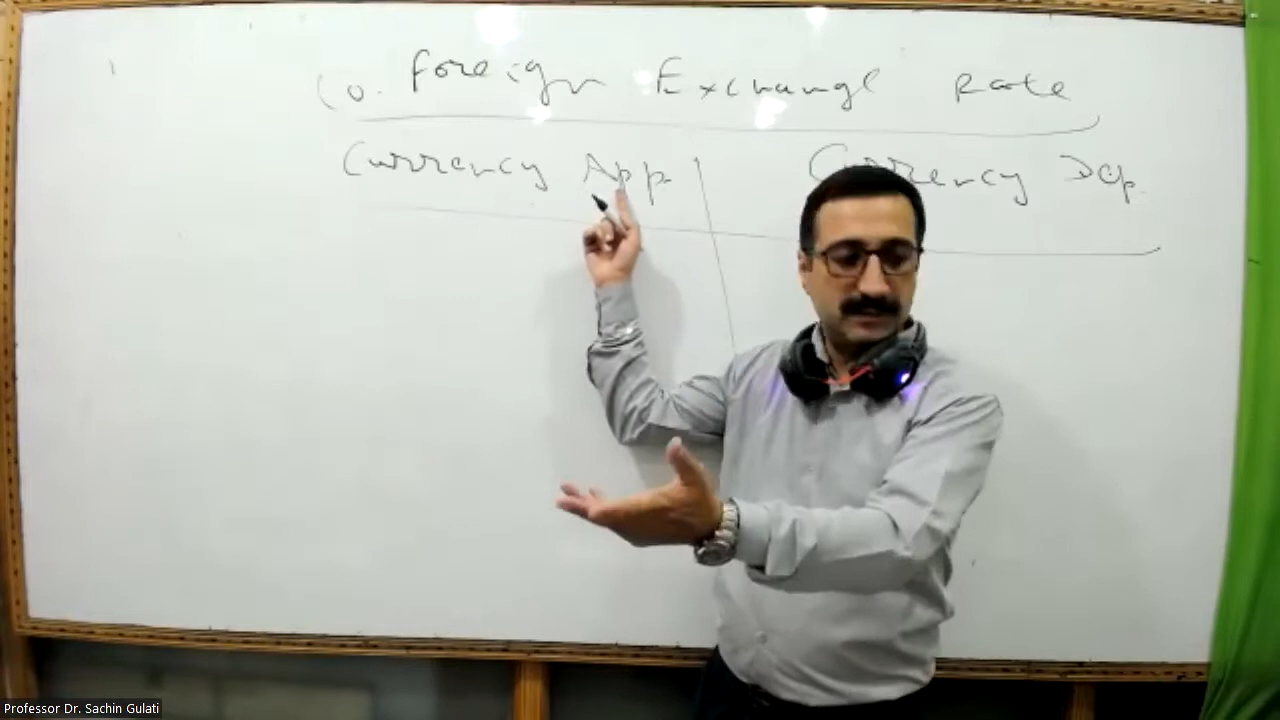 10. Foreign Exchange Rate
Currency App. Currency Dep.
Professor Dr. Sachin Gulati